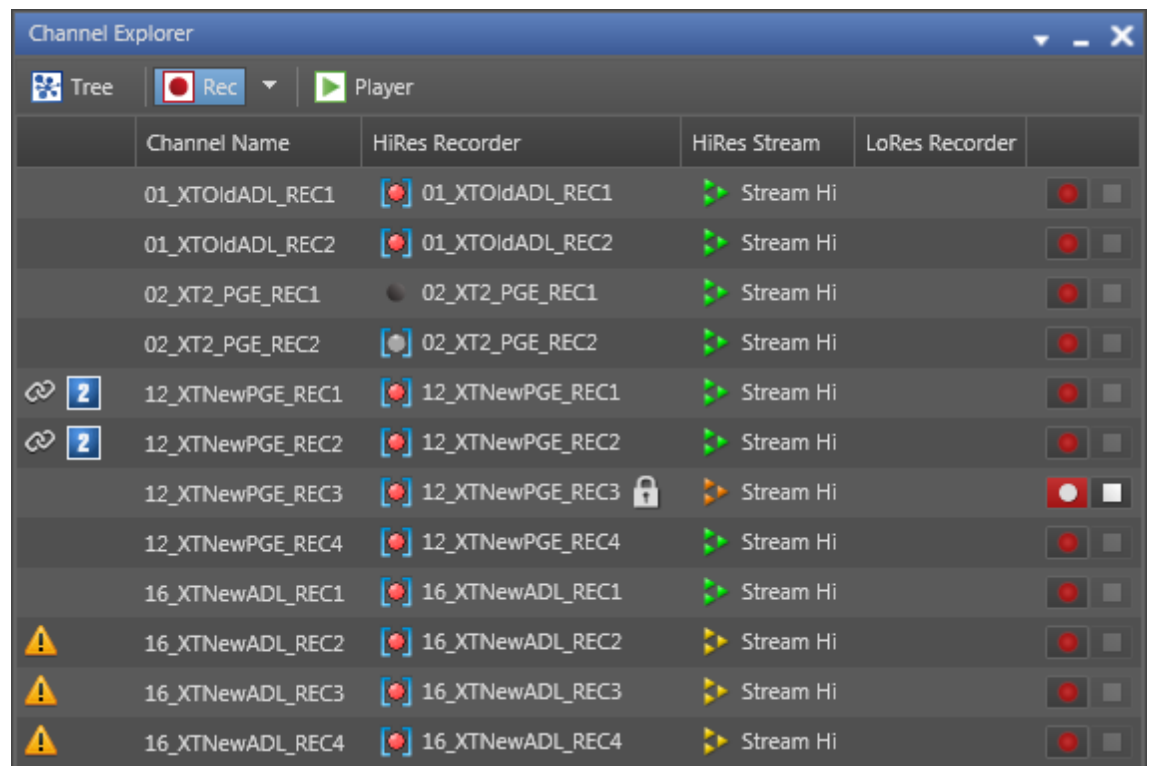 Channel Explorer
Tree Rec Player
Channel Name HiRes Recorder HiRes Stream LoRes Recorder
01_XTOldADL_REC1 01_XTOldADL_REC1 Stream Hi
01_XTOldADL_REC2 01_XTOldADL_REC2 Stream Hi
02_XT2_PGE_REC1 02_XT2_PGE_REC1 Stream Hi
02_XT2_PGE_REC2 02_XT2_PGE_REC2 Stream Hi
2 12_XTNewPGE_REC1 12_XTNewPGE_REC1 Stream Hi
2 12_XTNewPGE_REC2 12_XTNewPGE_REC2 Stream Hi
12_XTNewPGE_REC3 12_XTNewPGE_REC3 Stream Hi
12_XTNewPGE_REC4 12_XTNewPGE_REC4 Stream Hi
16_XTNewADL_REC1 16_XTNewADL_REC1 Stream Hi
16_XTNewADL_REC2 16_XTNewADL_REC2 Stream Hi
16_XTNewADL_REC3 16_XTNewADL_REC3 Stream Hi
16_XTNewADL_REC4 16_XTNewADL_REC4 Stream Hi